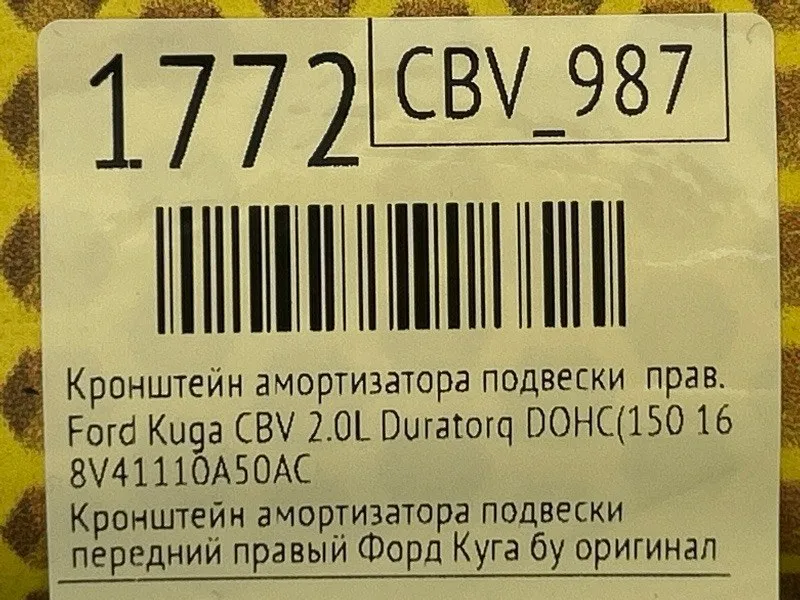 1772
CBV_987
Кронштейн амортизатора подвески прав.
Ford Kuga CBV 2.0L Duratorq DOHC(150 16
8V41110A50AC
Кронштейн амортизатора подвески
передний правый Форд Куга бу оригинал